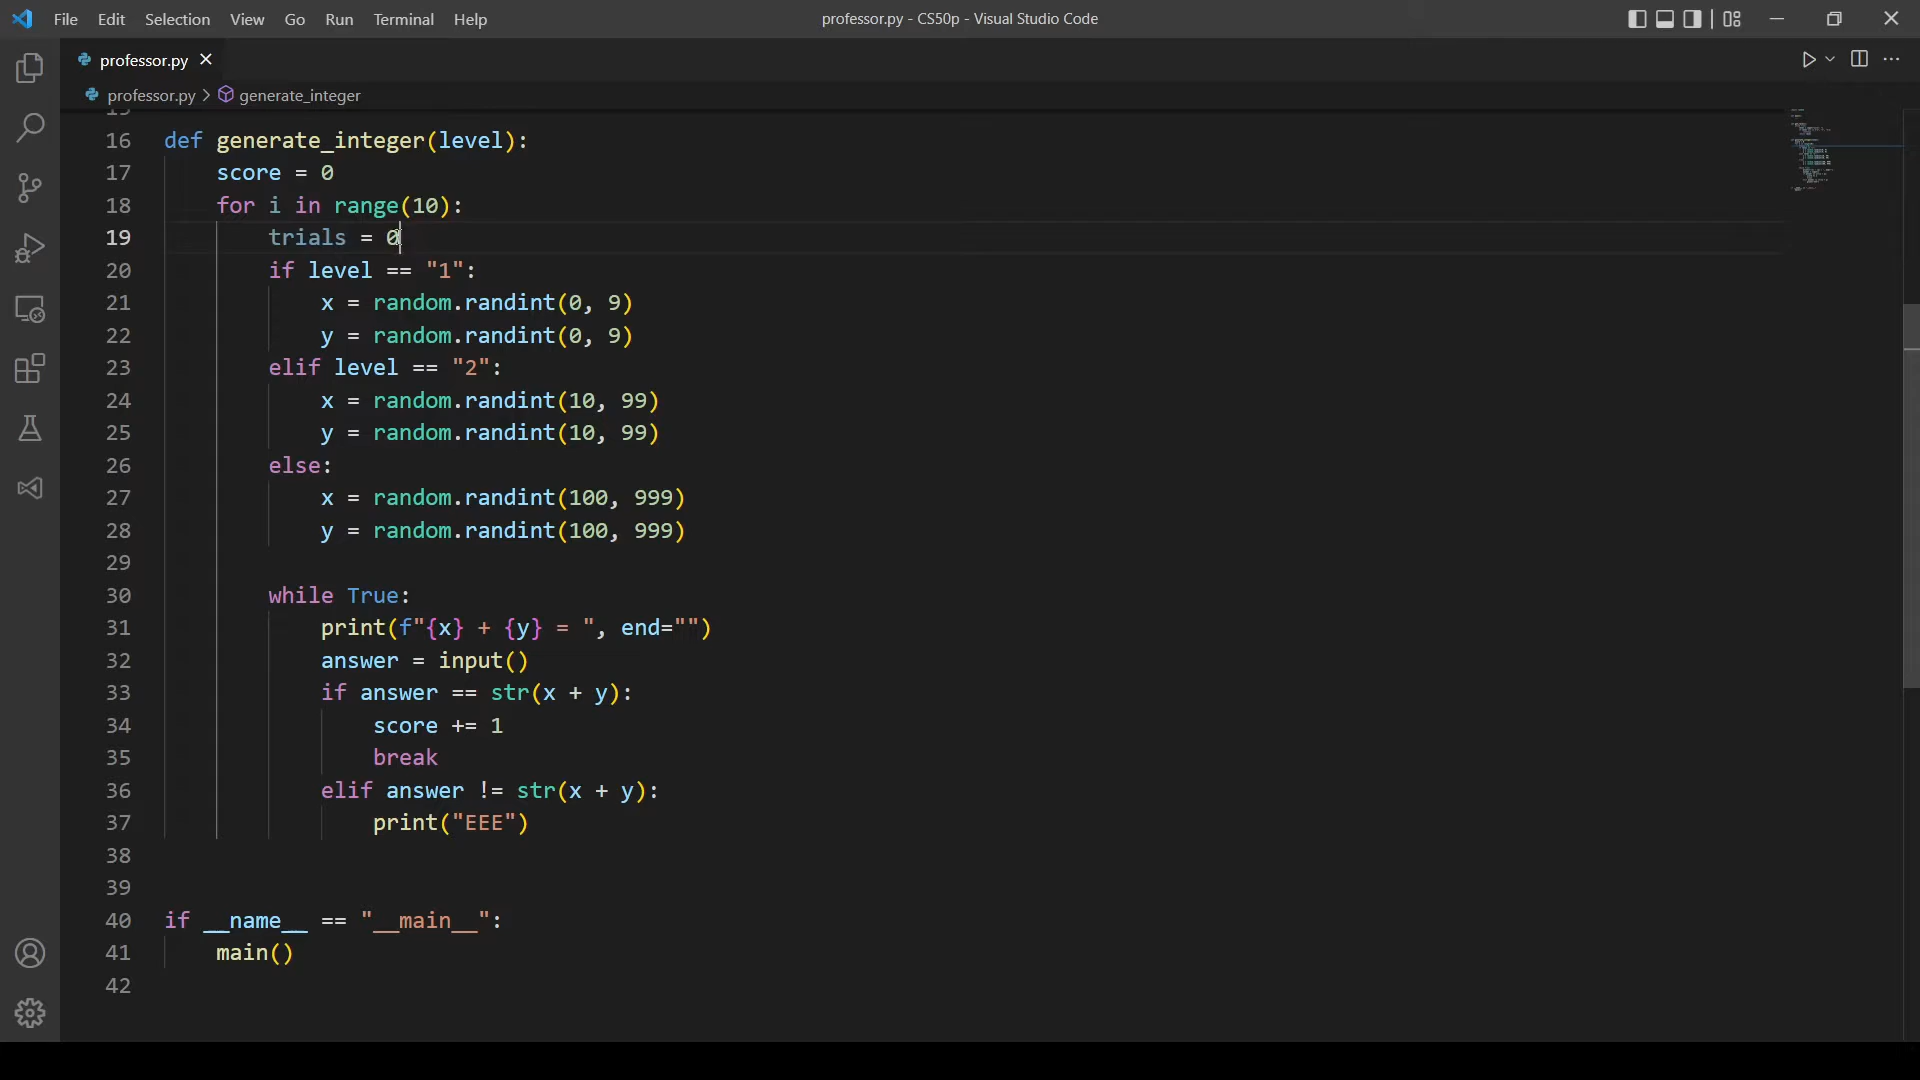 File Edit Selection View Go Run Terminal Help professor.py - CS50p - Visual Studio Code
professor.py
professor.py > generate_integer
16 def generate_integer(level):
17     score = 0
18     for i in range(10):
19         trials = 0
20         if level == "1":
21             x = random.randint(0, 9)
22             y = random.randint(0, 9)
23         elif level == "2":
24             x = random.randint(10, 99)
25             y = random.randint(10, 99)
26         else:
27             x = random.randint(100, 999)
28             y = random.randint(100, 999)
29
30         while True:
31             print(f"{x} + {y} = ", end="")
32             answer = input()
33             if answer == str(x + y):
34                 score += 1
35                 break
36             elif answer != str(x + y):
37                 print("EEE")
38
39
40 if __name__ == "__main__":
41     main()
42